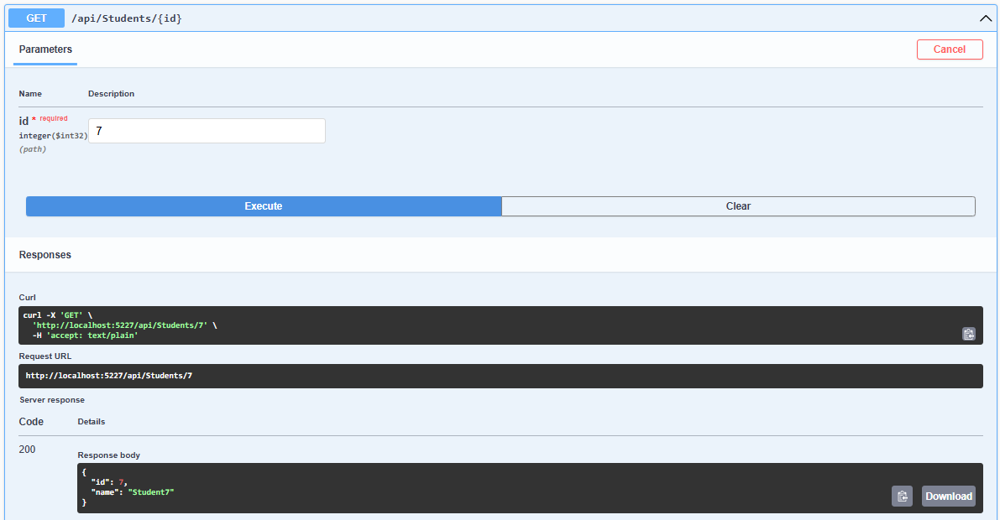 GET /api/Students/{id}
Parameters
Cancel
Name Description
id * required
integer($int32)
(path)
7
Execute Clear
Responses
Curl
curl -X 'GET' \
'http://localhost:5227/api/Students/7' \
-H 'accept: text/plain'
Request URL
http://localhost:5227/api/Students/7
Server response
Code Details
200
Response body
{
"id": 7,
"name": "Student7"
}
Download